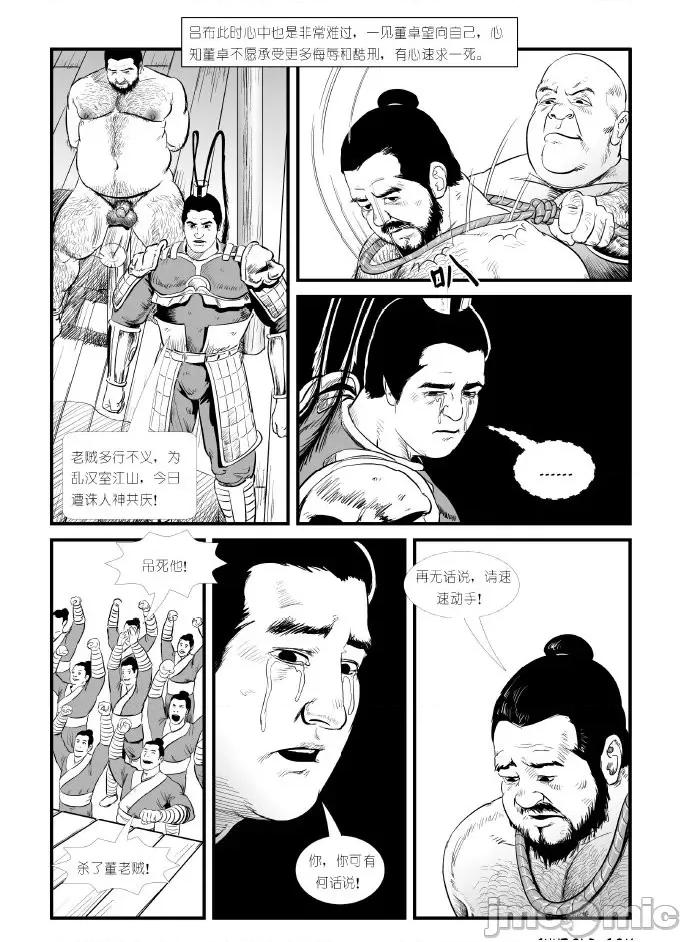 吕布此时心中也是非常难过，一见董卓望向自己，心
知董卓不愿承受更多侮辱和酷刑，有心速求一死。
老贼多行不义，为
乱汉室江山，今日
遭诛人神共庆!
叭
……
吊死他!
杀了董老贼!
你，你可有
何话说!
再无话说，请速
速动手!
jmcomic